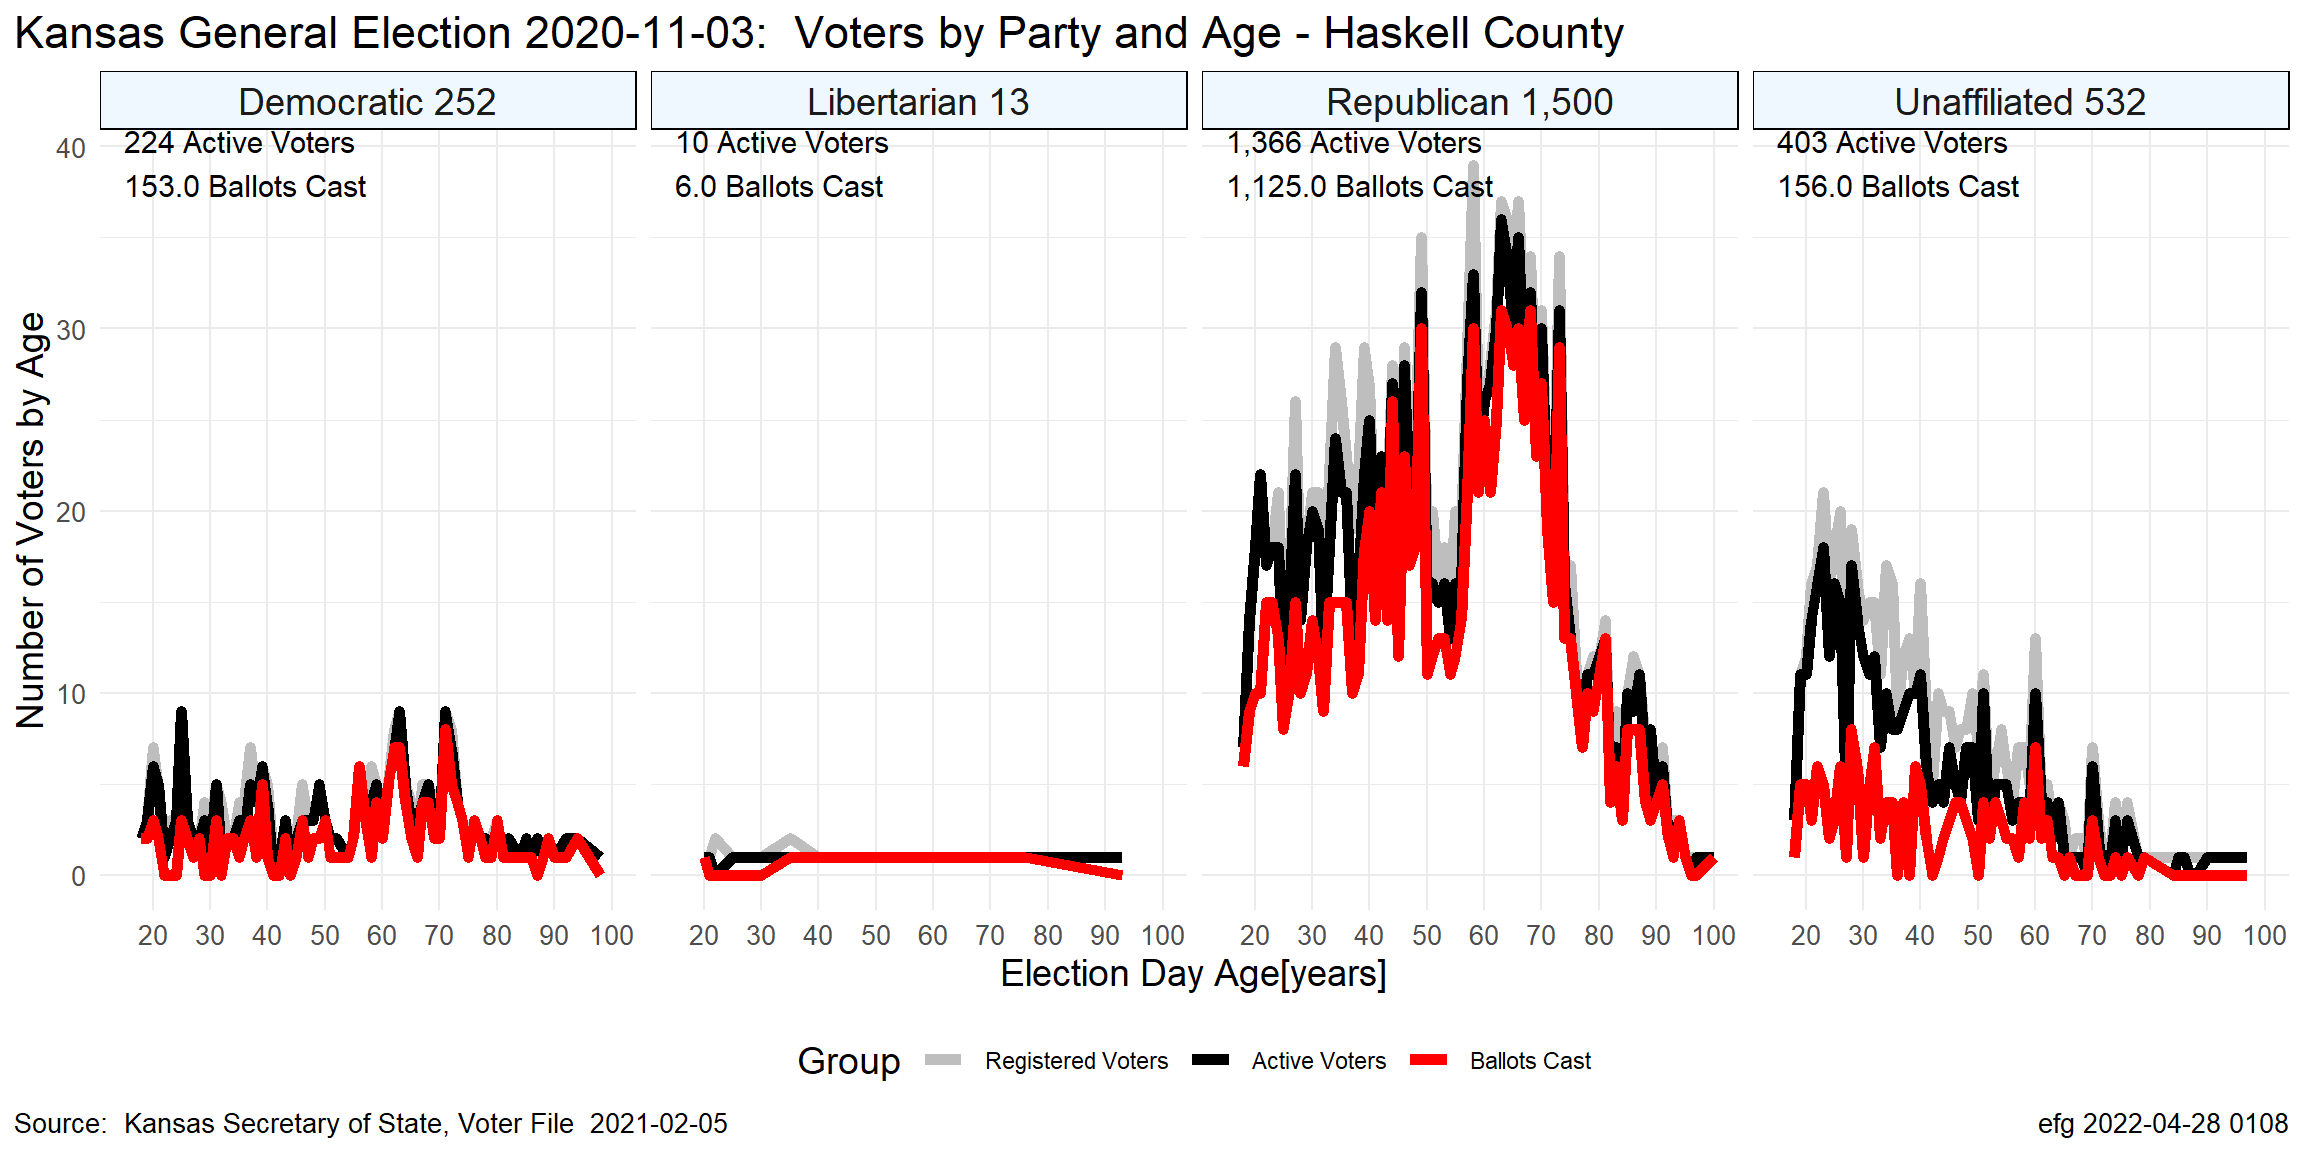 Kansas General Election 2020-11-03:  Voters by Party and Age - Haskell County
Democratic 252
Libertarian 13
Republican 1,500
Unaffiliated 532
224 Active Voters
153.0 Ballots Cast
10 Active Voters
6.0 Ballots Cast
1,366 Active Voters
1,125.0 Ballots Cast
403 Active Voters
156.0 Ballots Cast
Number of Voters by Age
40
30
20
10
0
20 30 40 50 60 70 80 90 100
20 30 40 50 60 70 80 90 100
20 30 40 50 60 70 80 90 100
20 30 40 50 60 70 80 90 100
Election Day Age[years]
Group Registered Voters Active Voters Ballots Cast
Source:  Kansas Secretary of State, Voter File  2021-02-05
efg 2022-04-28 0108